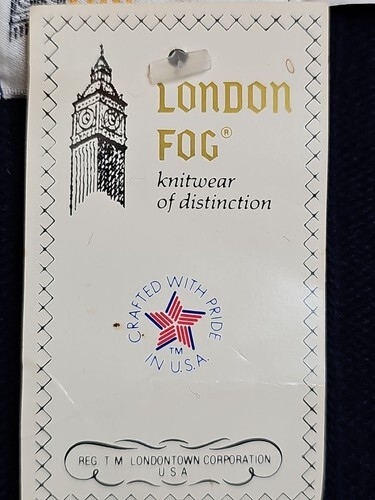 LONDON
FOG®
knitwear
of distinction
CRAFTED WITH PRIDE
TM
IN U.S.A.
REG. T M LONDONTOWN CORPORATION
U S A